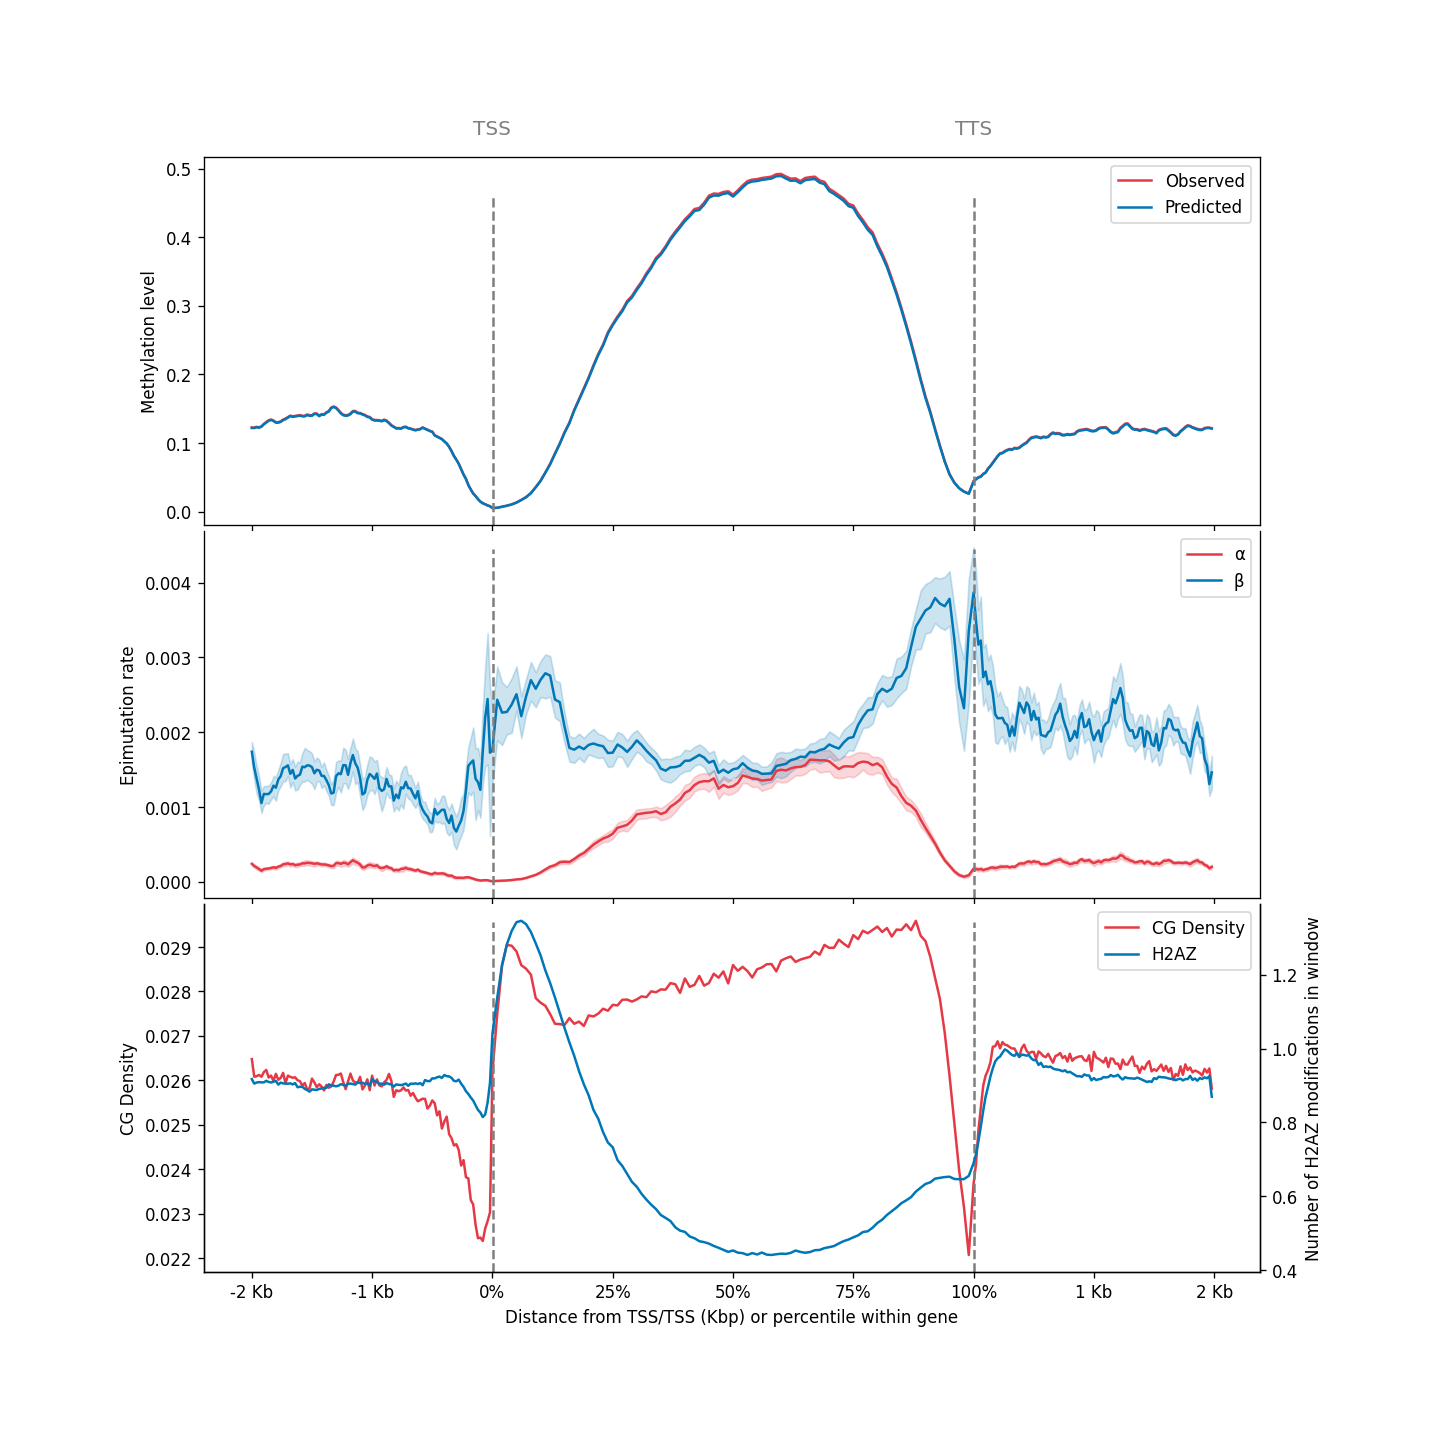 TSS TTS
0.5
0.4
0.3
0.2
0.1
0.0
Methylation level
Observed
Predicted
0.004
0.003
0.002
0.001
0.000
Epimutation rate
α
β
0.029
0.028
0.027
0.026
0.025
0.024
0.023
0.022
CG Density
CG Density
H2AZ
1.2
1.0
0.8
0.6
0.4
Number of H2AZ modifications in window
-2 Kb -1 Kb 0% 25% 50% 75% 100% 1 Kb 2 Kb
Distance from TSS/TSS (Kbp) or percentile within gene